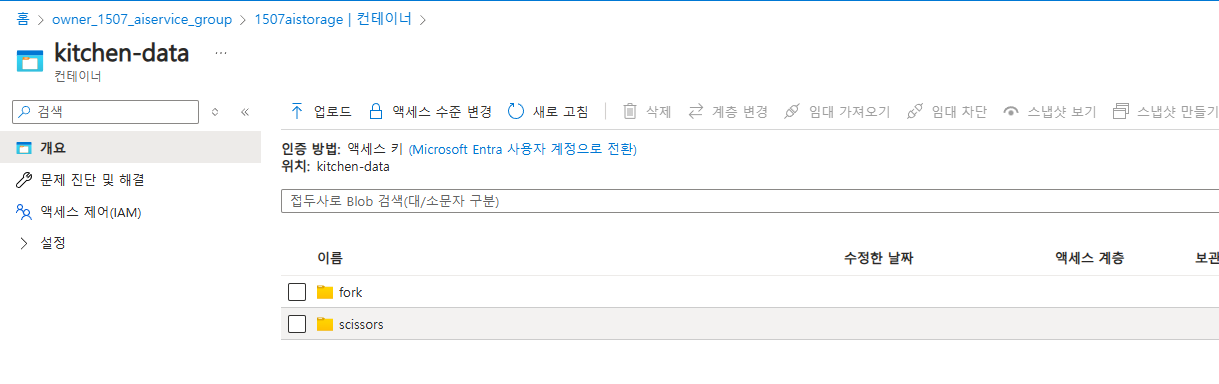 홈 > owner_1507_aiservice_group > 1507aistorage | 컨테이너 >
kitchen-data ...
컨테이너
검색
업로드 액세스 수준 변경 새로 고침 삭제 계층 변경 임대 가져오기 임대 차단 스냅샷 보기 스냅샷 만들기
개요
문제 진단 및 해결
액세스 제어(IAM)
설정
인증 방법: 액세스 키 (Microsoft Entra 사용자 계정으로 전환)
위치: kitchen-data
접두사로 Blob 검색(대/소문자 구분)
이름 수정한 날짜 액세스 계층 보관
fork
scissors